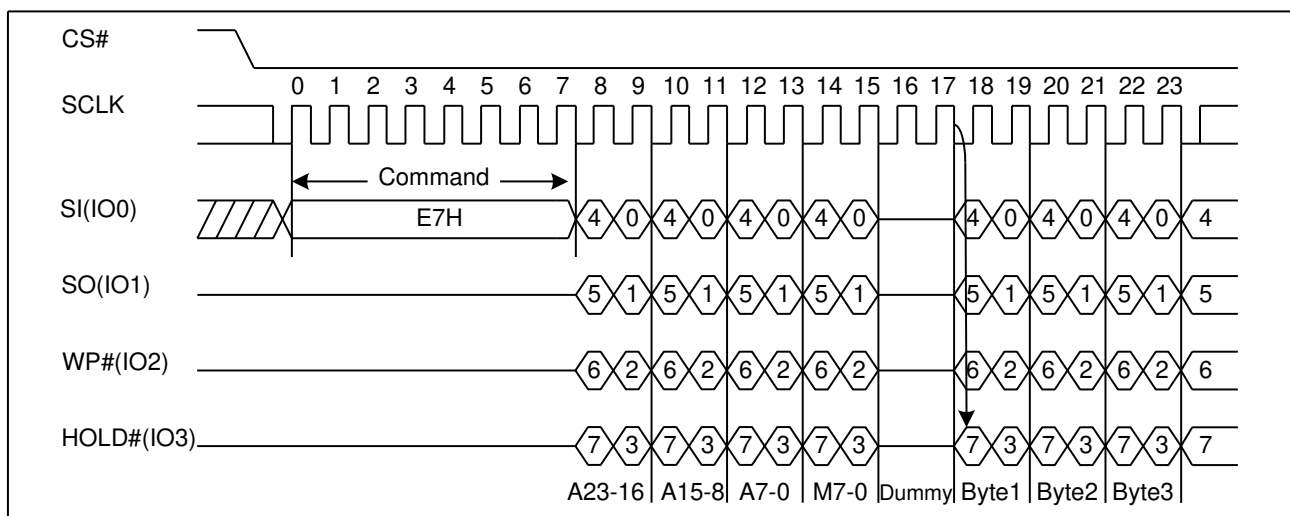 CS#
0 1 2 3 4 5 6 7 8 9 10 11 12 13 14 15 16 17 18 19 20 21 22 23
SCLK
Command
SI(IO0) E7H 4 0 4 0 4 0 4 0 4 0 4 0 4 0 4
SO(IO1) 5 1 5 1 5 1 5 1 5 1 5 1 5 1 5
WP#(IO2) 6 2 6 2 6 2 6 2 6 2 6 2 6 2 6
HOLD#(IO3) 7 3 7 3 7 3 7 3 7 3 7 3 7 3 7
A23-16 A15-8 A7-0 M7-0 Dummy Byte1 Byte2 Byte3